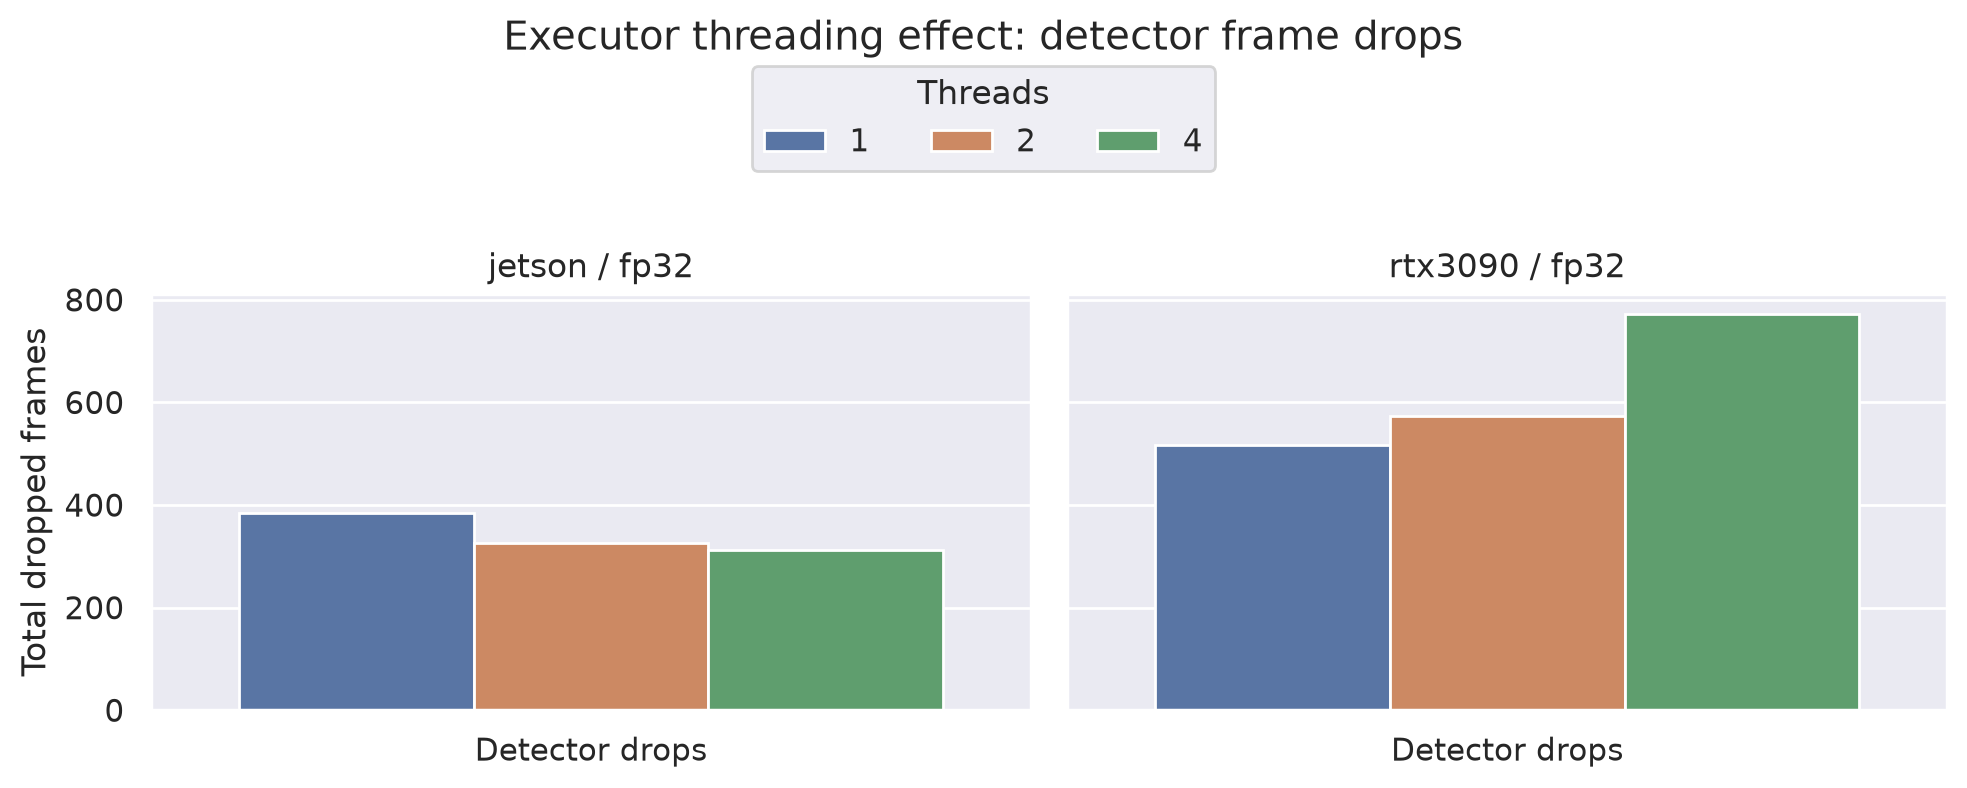 Executor threading effect: detector frame drops
Threads
1 2 4
jetson / fp32
rtx3090 / fp32
Total dropped frames
800
600
400
200
0
Detector drops
Detector drops